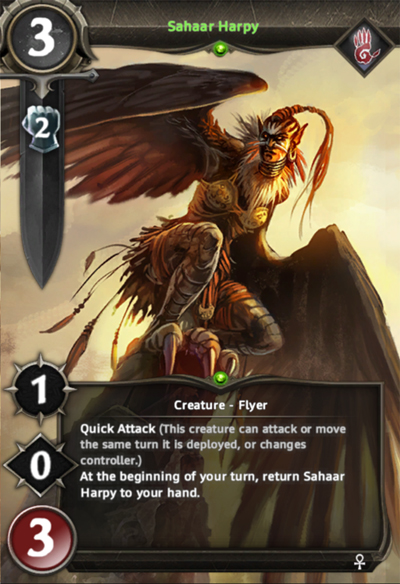 3
Sahaar Harpy
2
1
Creature - Flyer
Quick Attack (This creature can attack or move
the same turn it is deployed, or changes
controller.)
0
At the beginning of your turn, return Sahaar
Harpy to your hand.
3